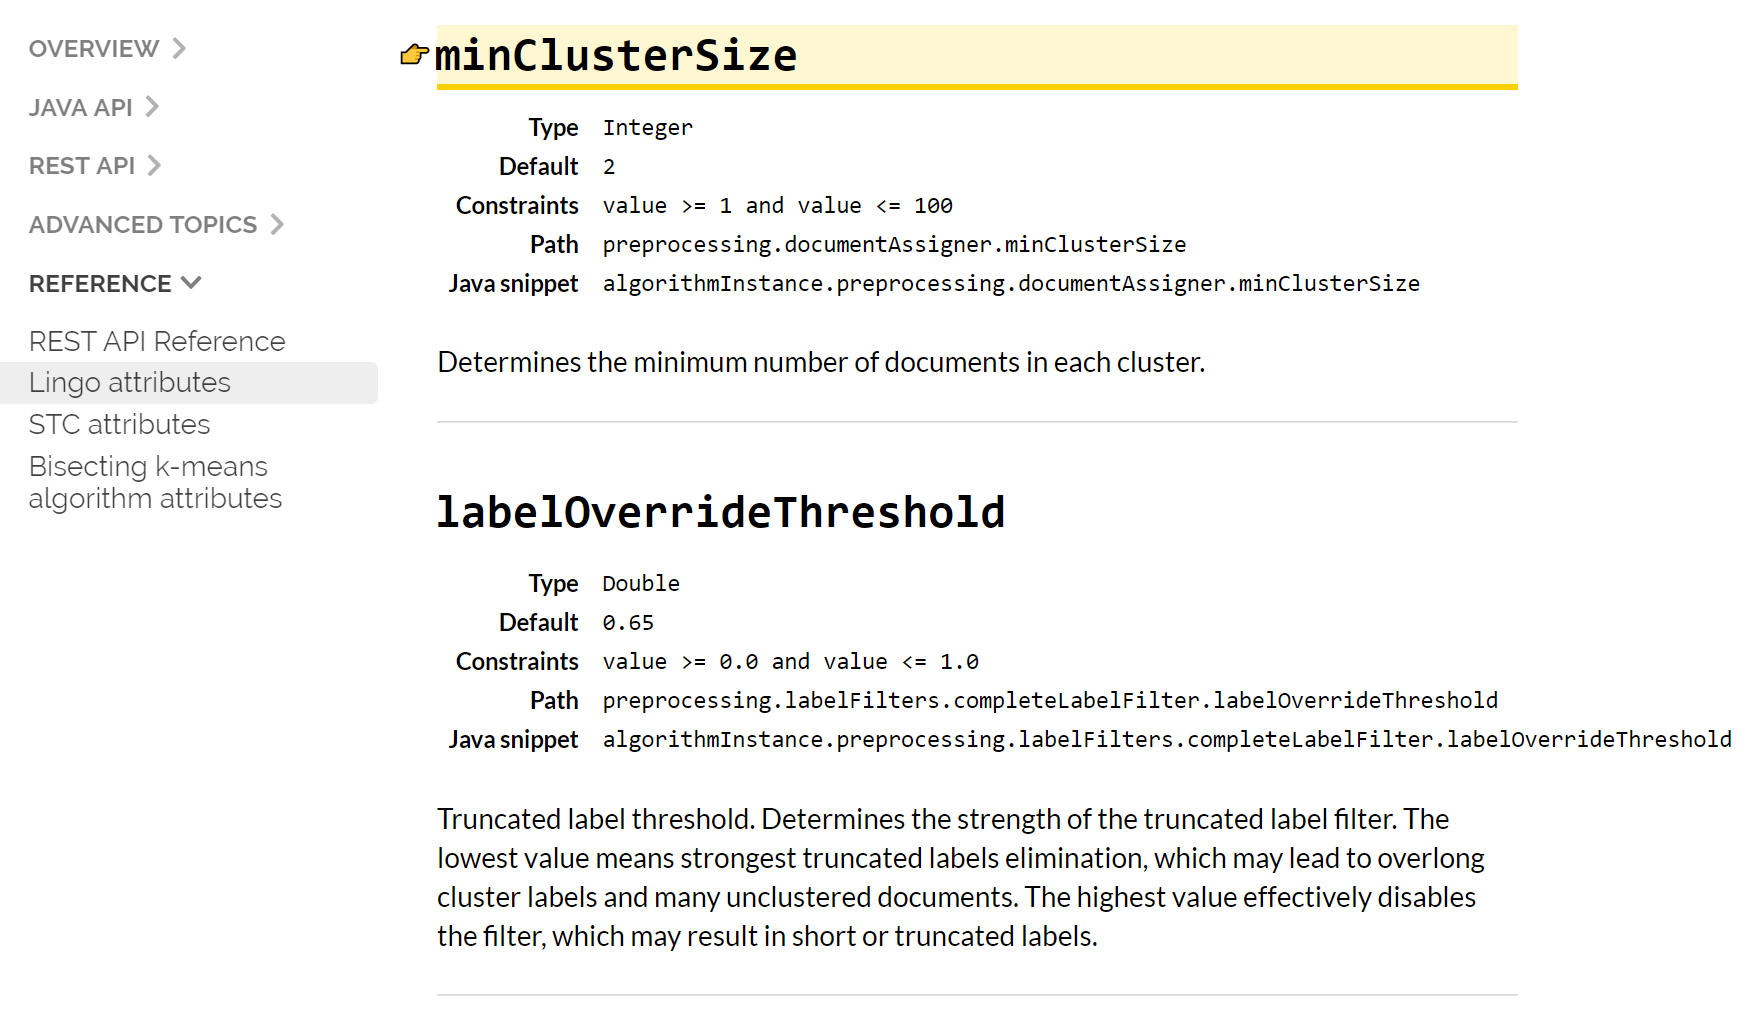 OVERVIEW
JAVA API
REST API
ADVANCED TOPICS
REFERENCE
REST API Reference
Lingo attributes
STC attributes
Bisecting k-means
algorithm attributes
minClusterSize
Type Integer
Default 2
Constraints value >= 1 and value <= 100
Path preprocessing.documentAssigner.minClusterSize
Java snippet algorithmInstance.preprocessing.documentAssigner.minClusterSize
Determines the minimum number of documents in each cluster.
labelOverrideThreshold
Type Double
Default 0.65
Constraints value >= 0.0 and value <= 1.0
Path preprocessing.labelFilters.completeLabelFilter.labelOverrideThreshold
Java snippet algorithmInstance.preprocessing.labelFilters.completeLabelFilter.labelOverrideThreshold
Truncated label threshold. Determines the strength of the truncated label filter. The
lowest value means strongest truncated labels elimination, which may lead to overlong
cluster labels and many unclustered documents. The highest value effectively disables
the filter, which may result in short or truncated labels.